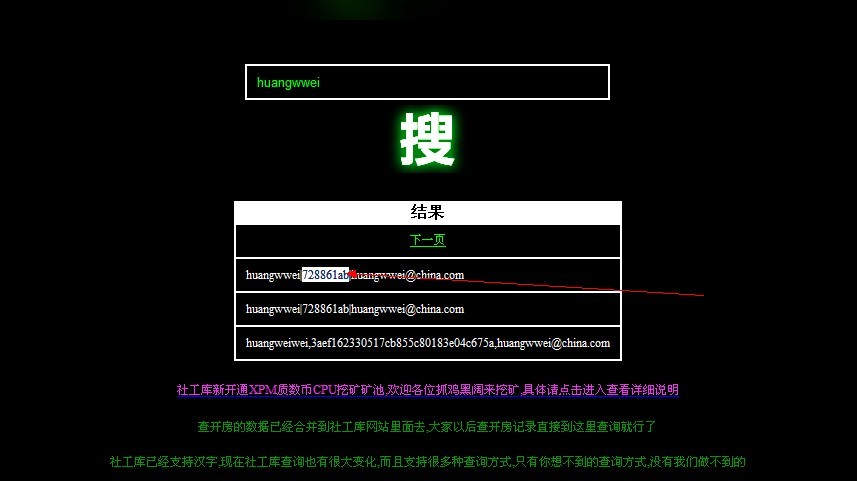 huangwwei
搜
结果
下一页
huangwwei|728861ab|huangwwei@china.com
huangwwei|728861ab|huangwwei@china.com
huangweiwei,3aef162330517cb855c80183e04c675a,huangwwei@china.com
社工库新开通XPM质数币CPU挖矿矿池,欢迎各位抓鸡黑阔来挖矿,具体请点击进入查看详细说明
查开房的数据已经合并到社工库网站里面去,大家以后查开房记录直接到这里查询就行了
社工库已经支持汉字,现在社工库查询也有很大变化,而且支持很多种查询方式,只有你想不到的查询方式,没有我们做不到的